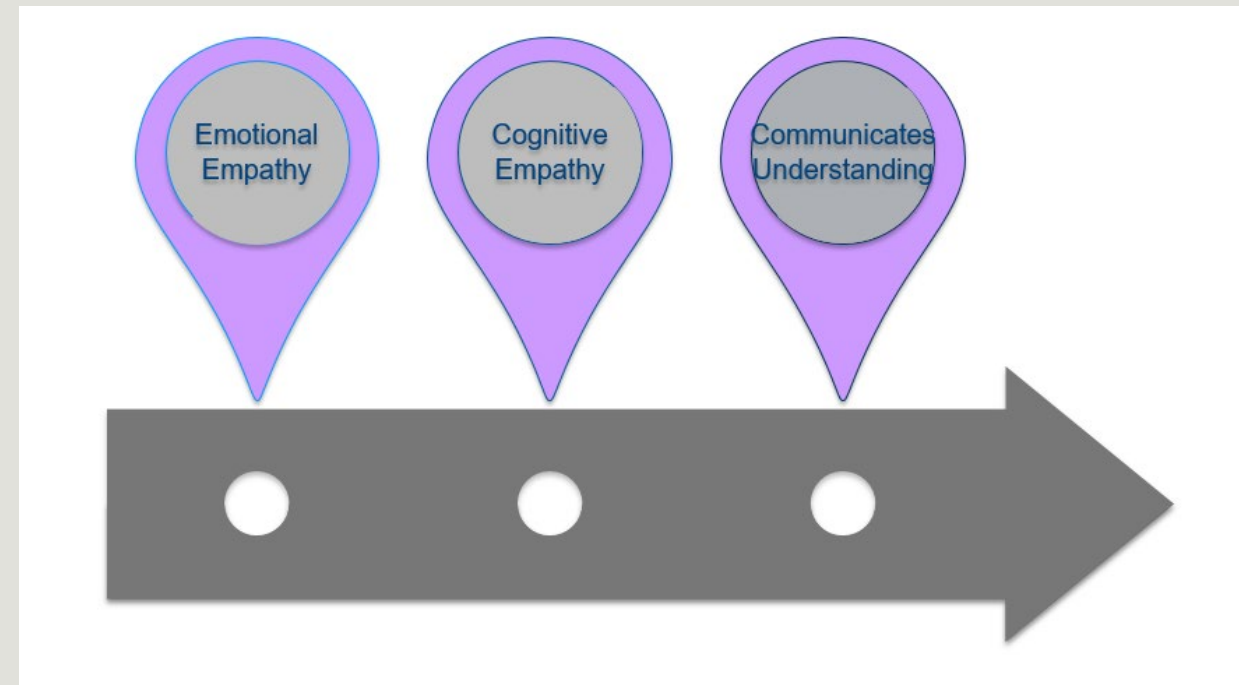 Emotional
Empathy
Cognitive
Empathy
Communicates
Understanding